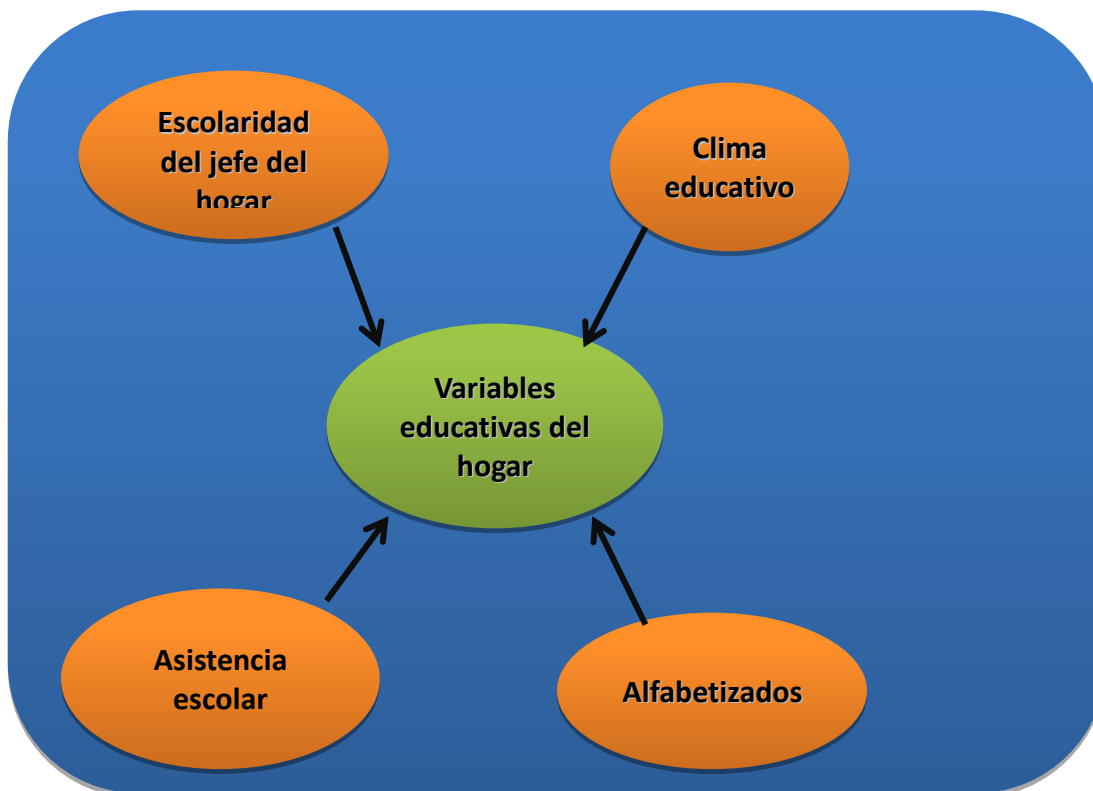 Escolaridad
del jefe del
hogar
Clima
educativo
Variables
educativas del
hogar
Asistencia
escolar
Alfabetizados